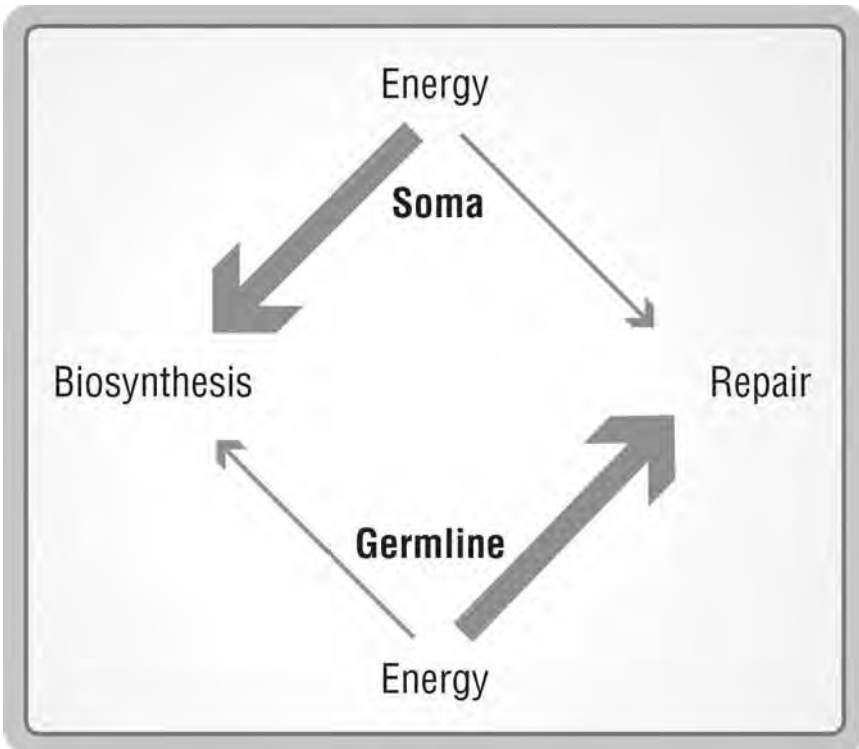 Energy
Soma
Biosynthesis
Repair
Germline
Energy